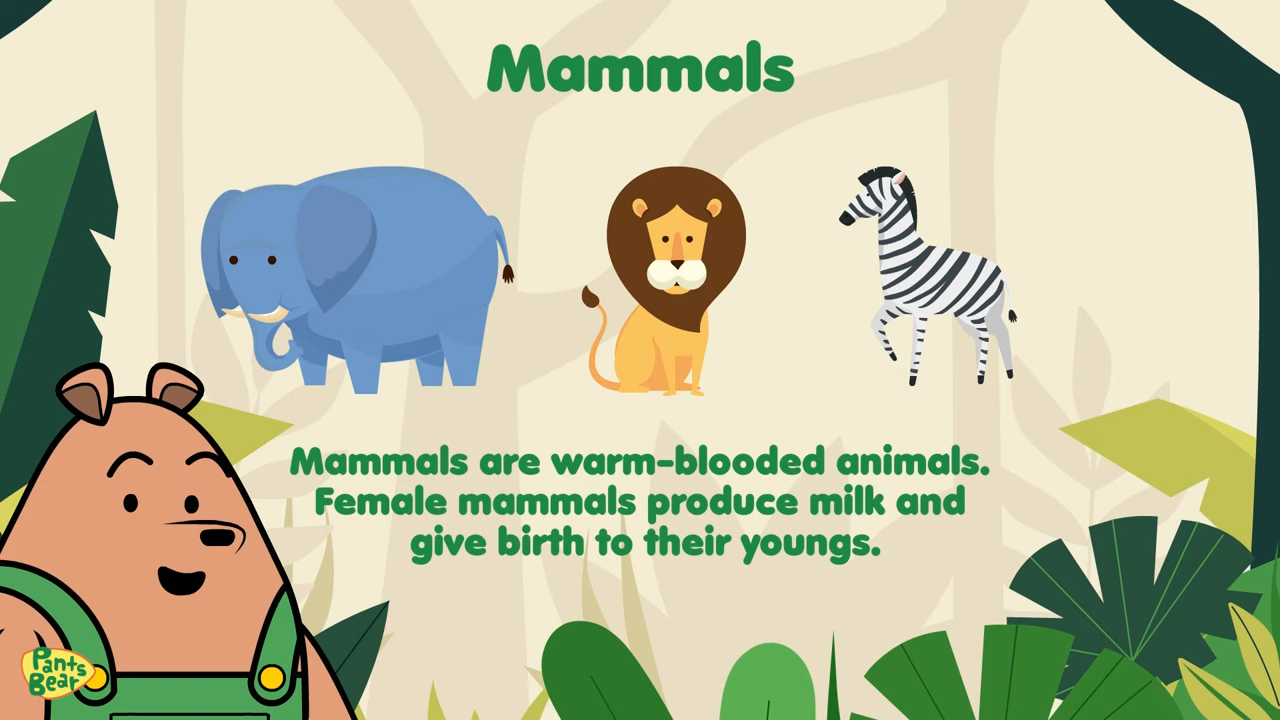 Mammals
Mammals are warm-blooded animals.
Female mammals produce milk and
give birth to their youngs.
Pants
Bear